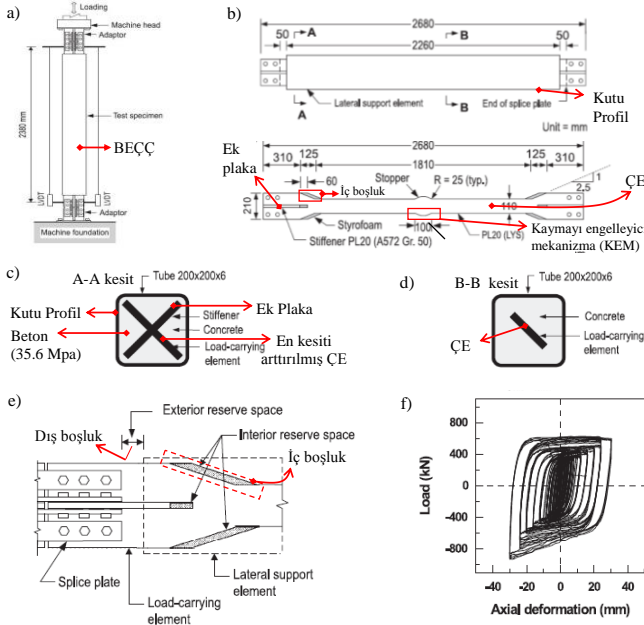 a)
Loading
Machine head
Adaptor
Test specimen
2380 mm
BEÇÇ
LVDT
LVDT
Adaptor
Machine foundation
b)
2680
50
A
2260
B
50
A
Lateral support element
B
End of splice plate
Kutu
Profil
Unit = mm
Ek
plaka
2680
310
125
1810
125
310
60
Stopper
R = 25 (typ.)
1
2.5
ÇE
İç boşluk
210
110
Styrofoam
100
PL20 (LYS)
Stiffener PL20 (A572 Gr. 50)
Kaymayı engelleyici
mekanizma (KEM)
c)
A-A kesit
Tube 200x200x6
Kutu Profil
Ek Plaka
Stiffener
Beton
(35.6 Mpa)
Concrete
Load-carrying
element
En kesiti
arttırılmış ÇE
d)
B-B kesit
Tube 200x200x6
Concrete
ÇE
Load-carrying
element
e)
Exterior reserve space
Interior reserve space
Dış boşluk
İç boşluk
Splice plate
Lateral support
element
Load-carrying
element
f)
Load (kN)
800
400
0
-400
-800
-40
-20
0
20
40
Axial deformation (mm)